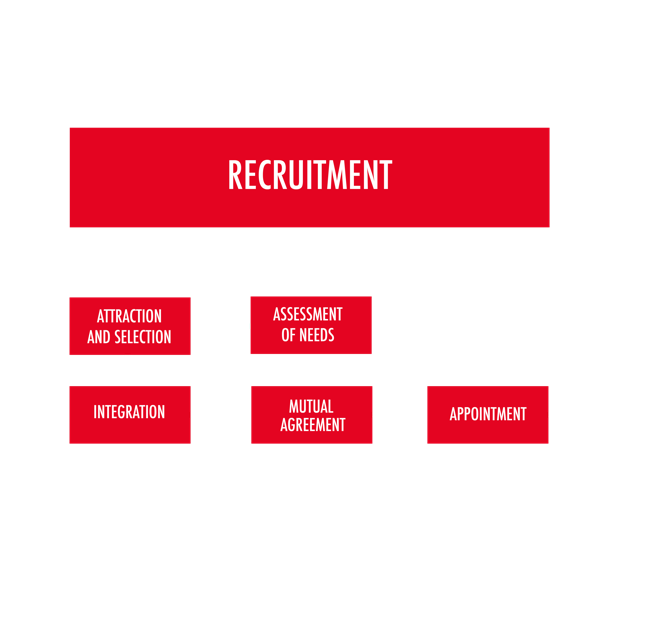 RECRUITMENT
ATTRACTION
AND SELECTION
ASSESSMENT
OF NEEDS
INTEGRATION
MUTUAL
AGREEMENT
APPOINTMENT